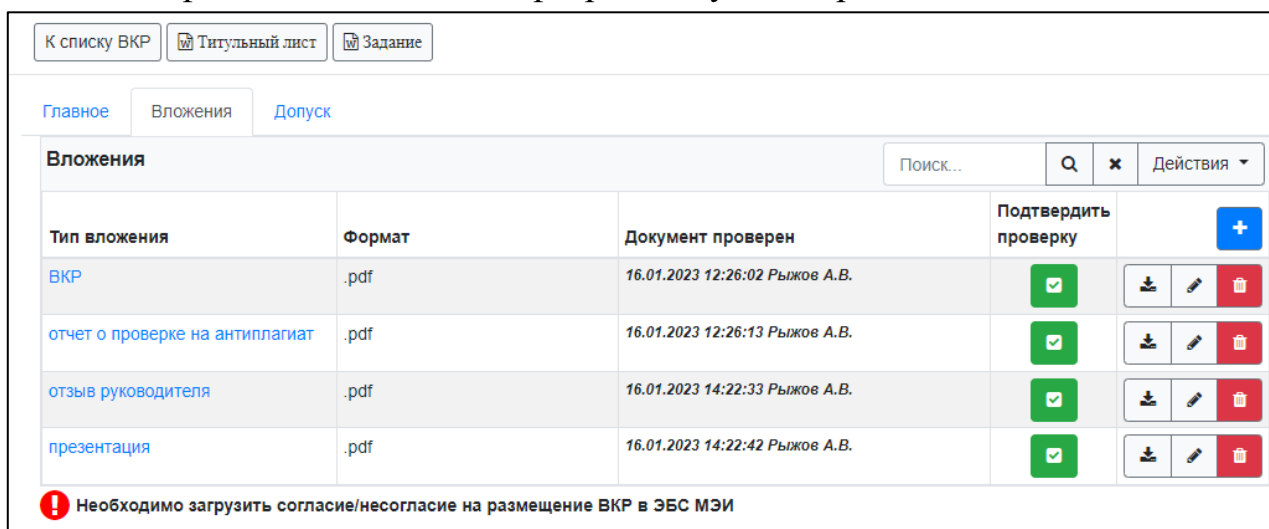 К списку ВКР Титульный лист Задание
Главное Вложения Допуск
Вложения Поиск... Действия
Тип вложения Формат Документ проверен Подтвердить проверку
ВКР .pdf 16.01.2023 12:26:02 Рыжов А.В.
отчет о проверке на антиплагиат .pdf 16.01.2023 12:26:13 Рыжов А.В.
отзыв руководителя .pdf 16.01.2023 14:22:33 Рыжов А.В.
презентация .pdf 16.01.2023 14:22:42 Рыжов А.В.
Необходимо загрузить согласие/несогласие на размещение ВКР в ЭБС МЭИ